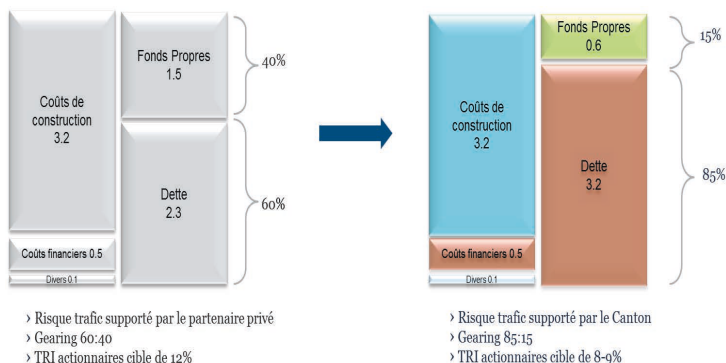 Coûts de
construction
3.2
Coûts financiers 0.5
Divers 0.1
Fonds Propres
1.5
Dette
2.3
40%
60%
› Risque trafic supporté par le partenaire privé
› Gearing 60:40
› TRI actionnaires cible de 12%
Coûts de
construction
3.2
Coûts financiers 0.5
Divers 0.1
Fonds Propres
0.6
Dette
3.2
15%
85%
› Risque trafic supporté par le Canton
› Gearing 85:15
› TRI actionnaires cible de 8-9%